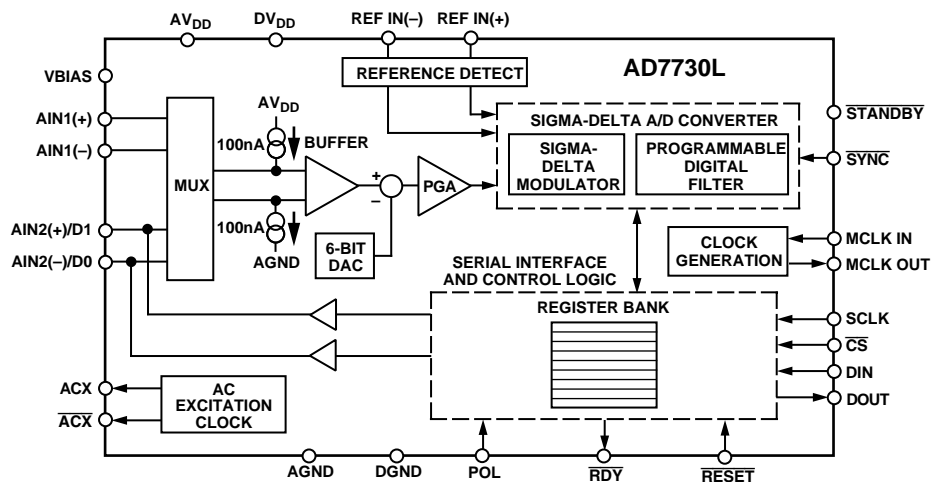 AVDD
DVDD
REF IN(–)
REF IN(+)
REFERENCE DETECT
AD7730L
VBIAS
AIN1(+)
AIN1(–)
AIN2(+)/D1
AIN2(–)/D0
MUX
AVDD
100nA
BUFFER
100nA
AGND
+
–
6-BIT
DAC
PGA
SIGMA-DELTA A/D CONVERTER
SIGMA-
DELTA
MODULATOR
PROGRAMMABLE
DIGITAL
FILTER
STANDBY
SYNC
CLOCK
GENERATION
MCLK IN
MCLK OUT
SERIAL INTERFACE
AND CONTROL LOGIC
REGISTER BANK
SCLK
CS
DIN
DOUT
ACX
ACX
AC
EXCITATION
CLOCK
AGND
DGND
POL
RDY
RESET